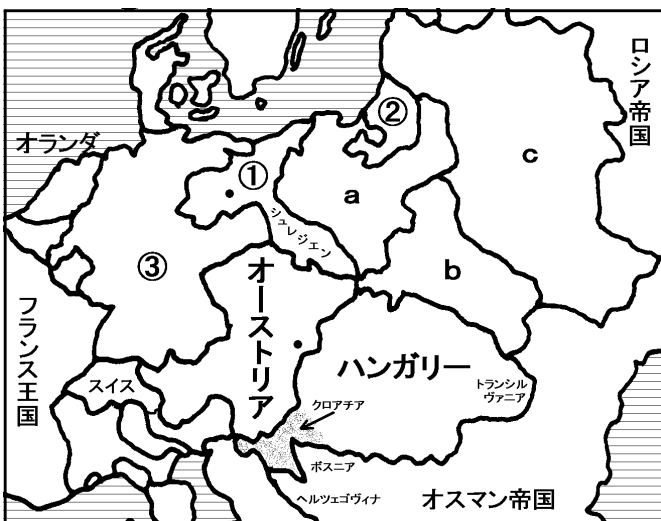 ロシア帝国
オランダ
①
②
③
a
b
c
シュレジェン
フランス王国
スイス
オーストリア
ハンガリー
トランシル
ヴァニア
クロアチア
ボスニア
ヘルツェゴヴィナ
オスマン帝国